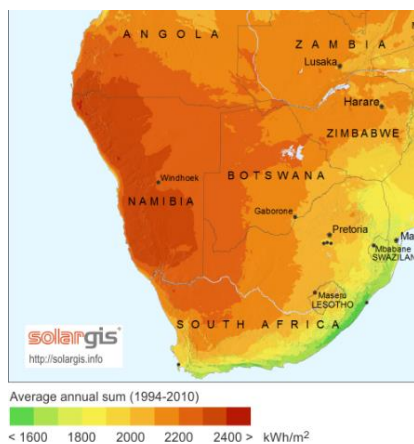 ANGOLA
ZAMBIA
Lusaka
Harare
ZIMBABWE
Windhoek
BOTSWANA
NAMIBIA
Gaborone
Pretoria
Ma
Mbabane
SWAZILAN
Maseru
LESOTHO
SOUTH AFRICA
solargis®
http://solargis.info
Average annual sum (1994-2010)
< 1600 1800 2000 2200 2400 > kWh/m²